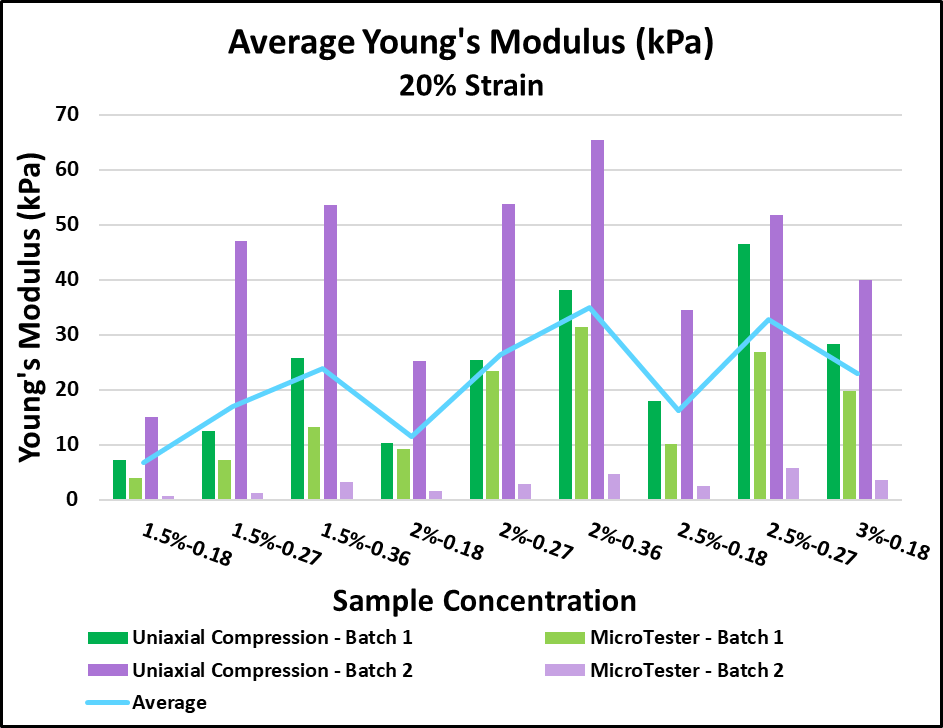 Average Young's Modulus (kPa)
20% Strain
Young's Modulus (kPa)
70
60
50
40
30
20
10
0
1.5%-0.18
1.5%-0.27
1.5%-0.36
2%-0.18
2%-0.27
2%-0.36
2.5%-0.18
2.5%-0.27
3%-0.18
Sample Concentration
Uniaxial Compression - Batch 1
MicroTester - Batch 1
Uniaxial Compression - Batch 2
MicroTester - Batch 2
Average